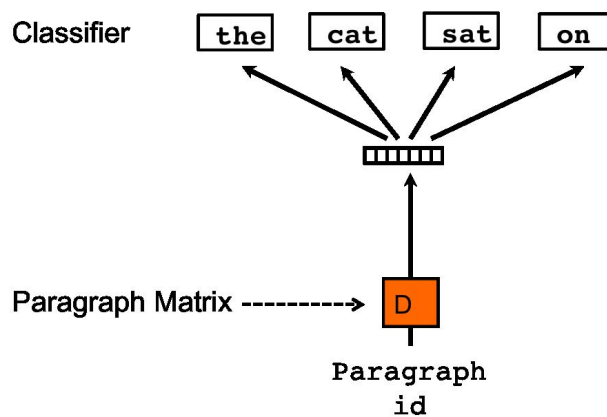 Classifier
the
cat
sat
on
Paragraph Matrix
D
Paragraph
id